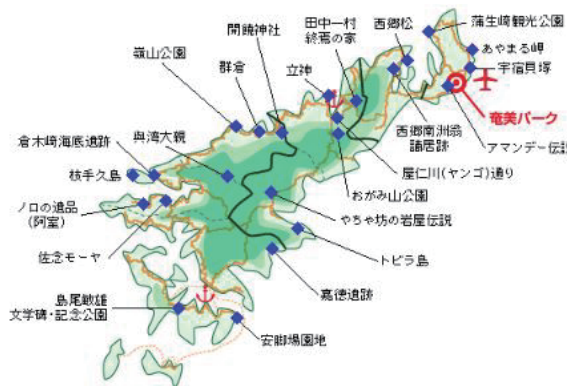 蒲生崎観光公園
あやまる岬
宇宿貝塚
西郷松
田中一村
終焉の家
開饒神社
立神
群倉
嶺山公園
奄美パーク
アマンデー伝説
西郷南洲翁
謫居跡
屋仁川(ヤンゴ)通り
おがみ山公園
與湾大親
倉木崎海底遺跡
枝手久島
ノロの遺品
(阿室)
佐念モーヤ
やちゃ坊の岩屋伝説
トビラ島
嘉徳遺跡
島尾敏雄
文学碑・記念公園
安脚場園地